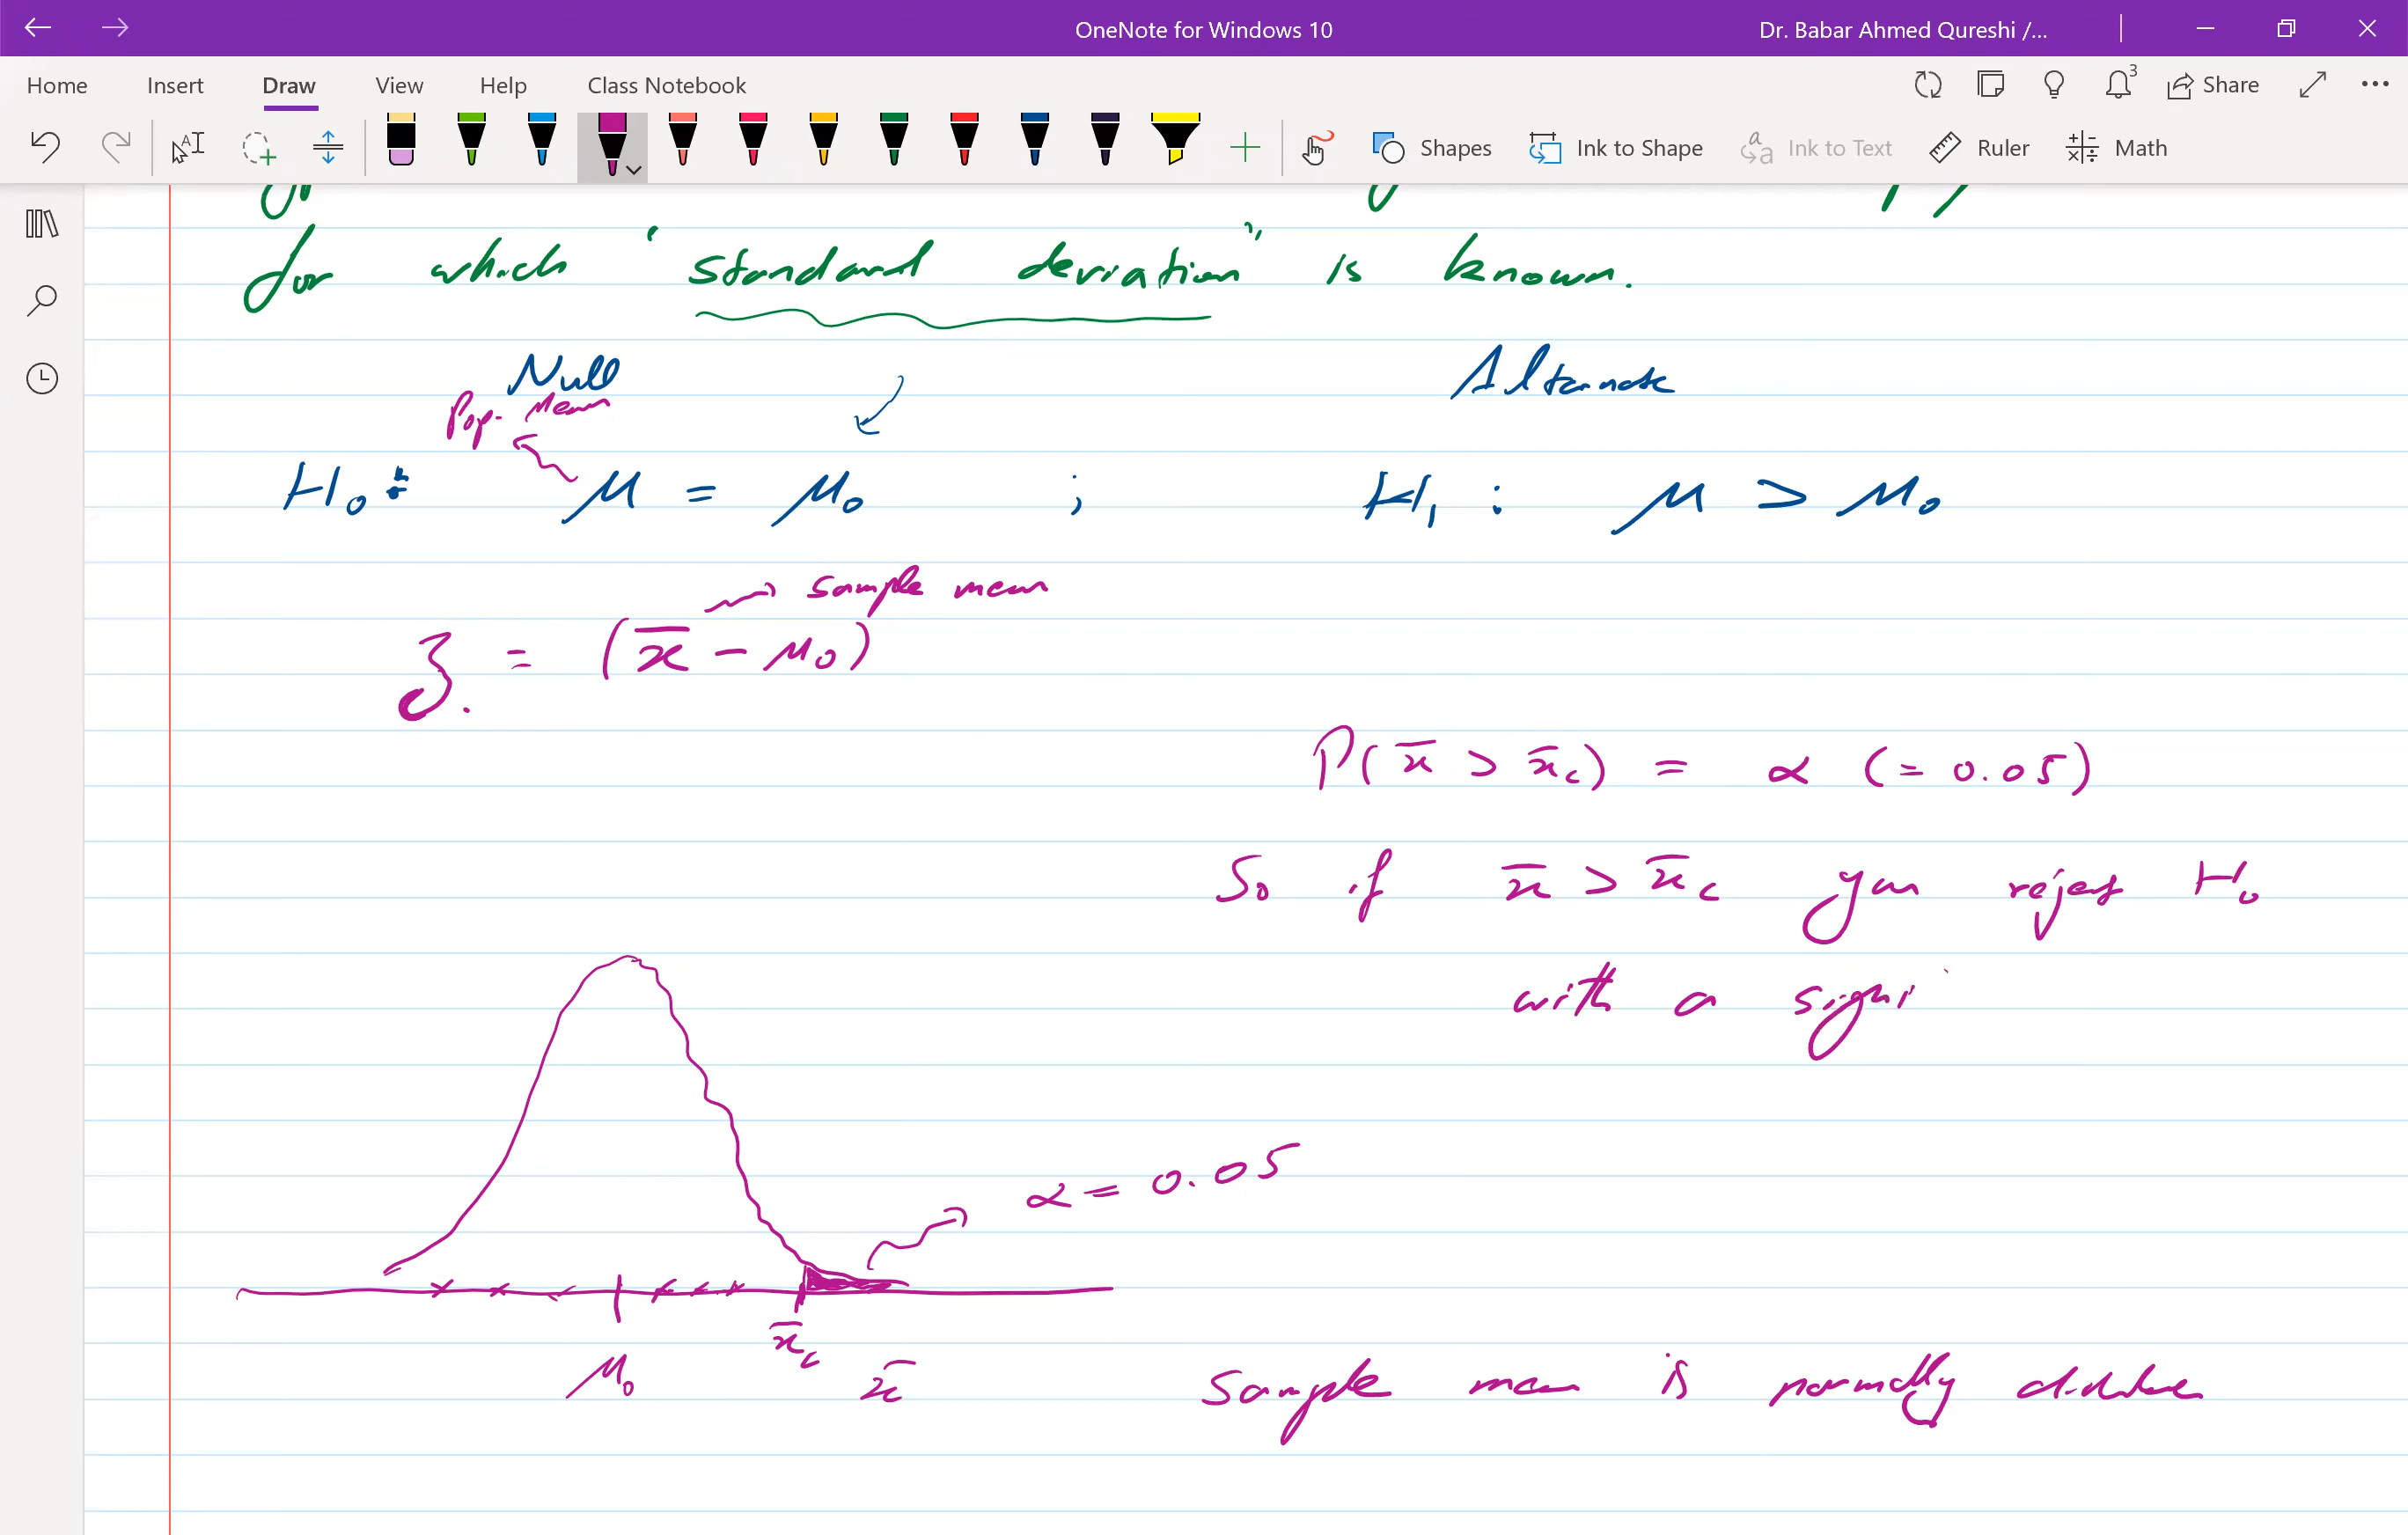 OneNote for Windows 10
Dr. Babar Ahmed Qureshi /...
Home Insert Draw View Help Class Notebook
3 Share
Shapes Ink to Shape Ink to Text Ruler Math
for which "standard deviation" is known.
Null Alternate
Pop. Mean
H₀ : μ = μ₀ ; H₁ : μ > μ₀
sample mean
z = (x̄ - μ₀)
P(x̄ > x̄c) = α (= 0.05)
So if x̄ > x̄c you reject H₀
with a signi
α = 0.05
x̄c
μ₀ x̄
Sample mean is normally